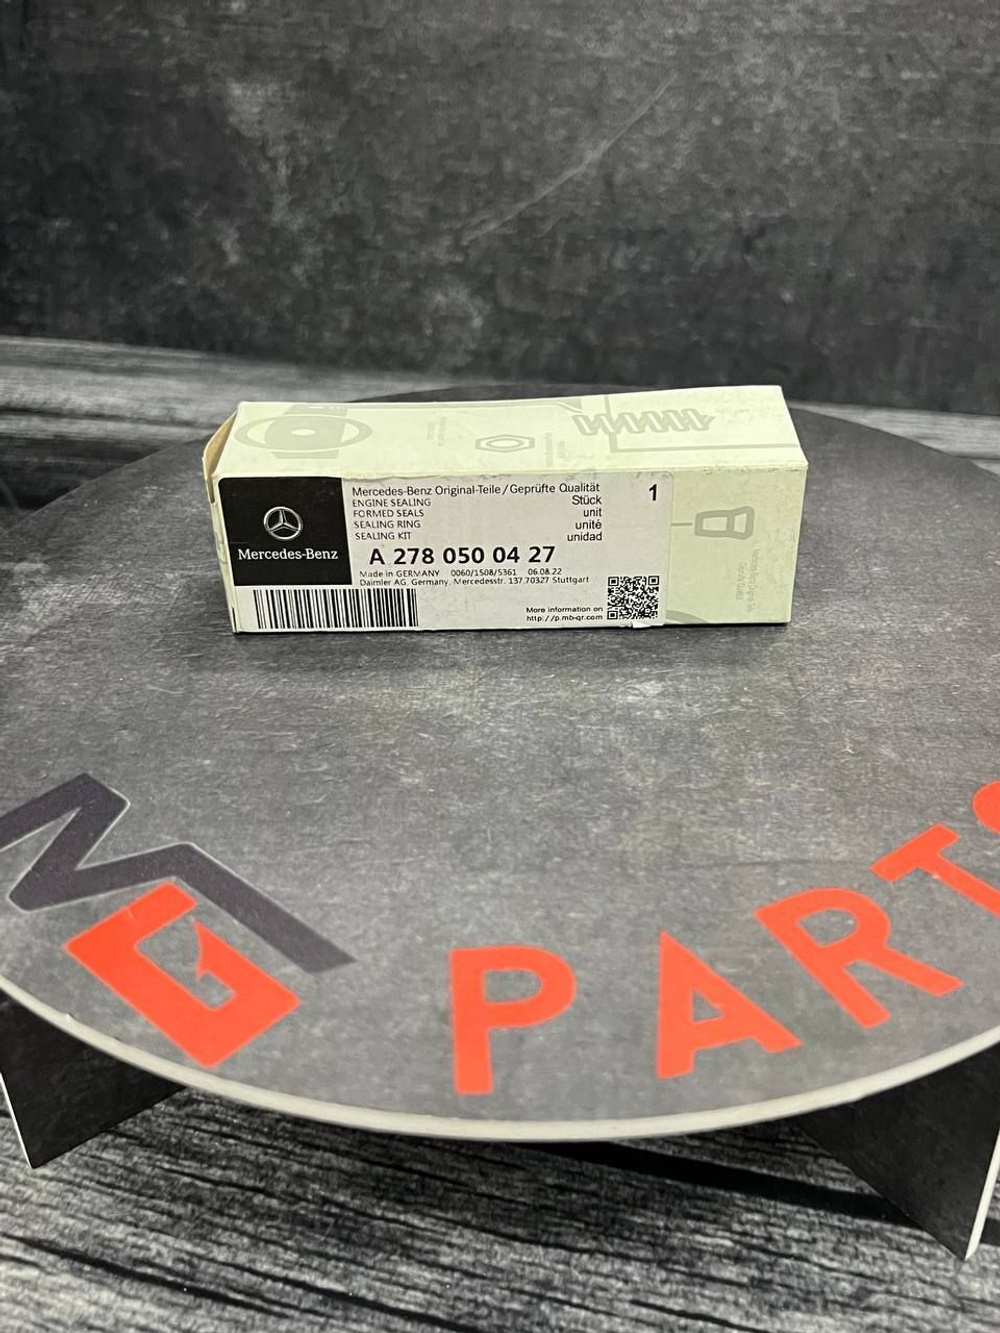 Mercedes-Benz Original-Teile / Geprüfte Qualität
1
ENGINE SEALING
Stück
FORMED SEALS
unit
SEALING RING
unité
SEALING KIT
unidad
Mercedes-Benz
A 278 050 04 27
Made in GERMANY 0060/1508/5361 06.08.22
Daimler AG, Germany, Mercedesstr. 137,70327 Stuttgart
More information on
http://p.mb-qr.com
MG PARTS